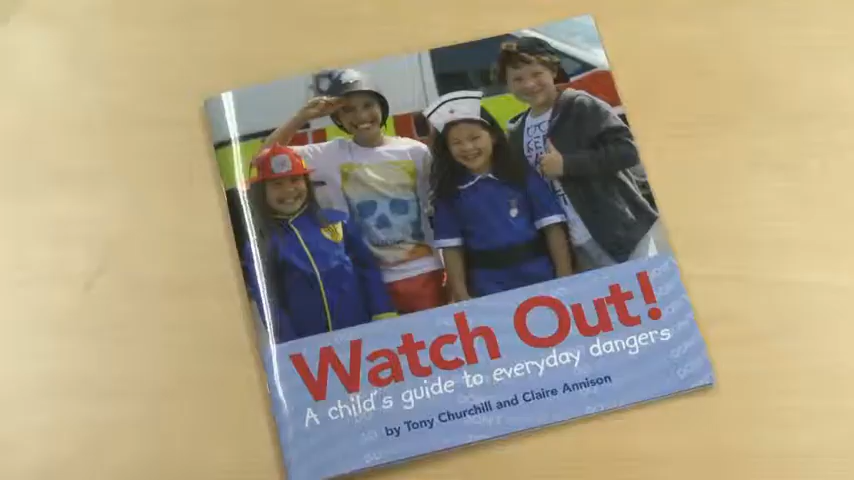 Watch Out!
A child's guide to everyday dangers
by Tony Churchill and Claire Annison